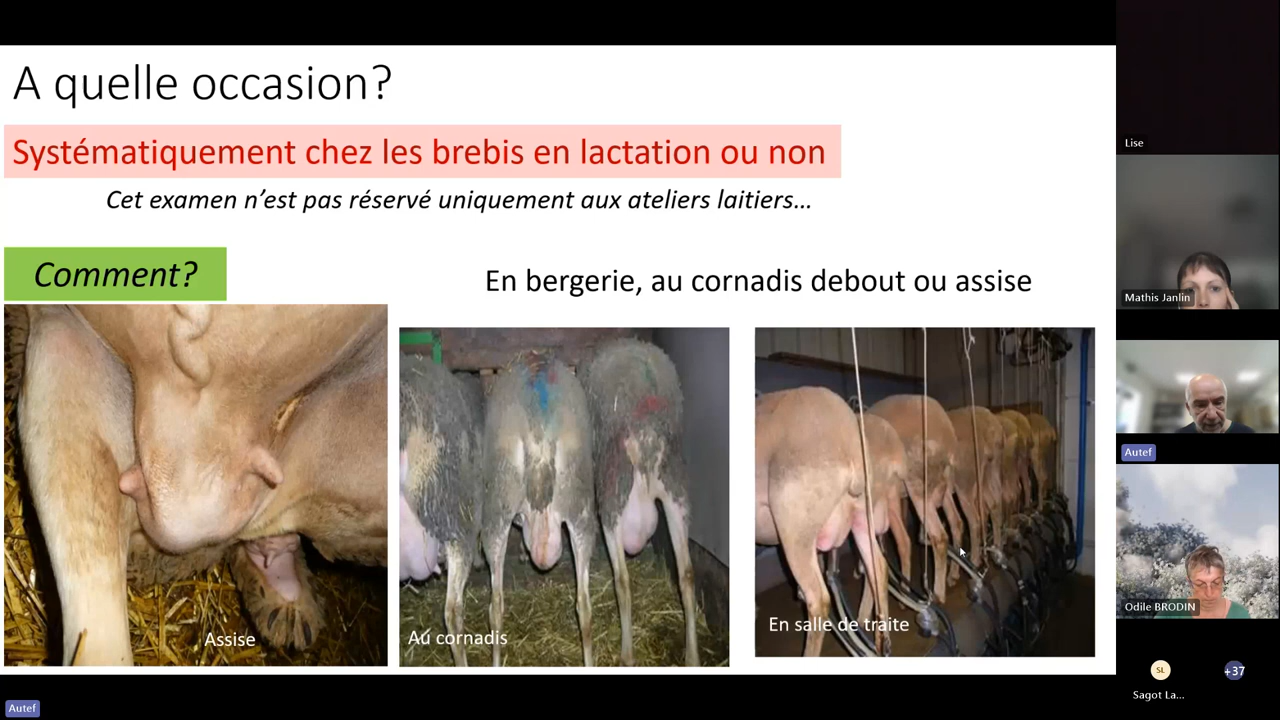 A quelle occasion?
Systématiquement chez les brebis en lactation ou non
Cet examen n'est pas réservé uniquement aux ateliers laitiers...
Comment?
En bergerie, au cornadis debout ou assise
Assise
Au cornadis
En salle de traite
Autef
Lise
Mathis Janlin
Autef
Odile BRODIN
SL
Sagot La...
+37